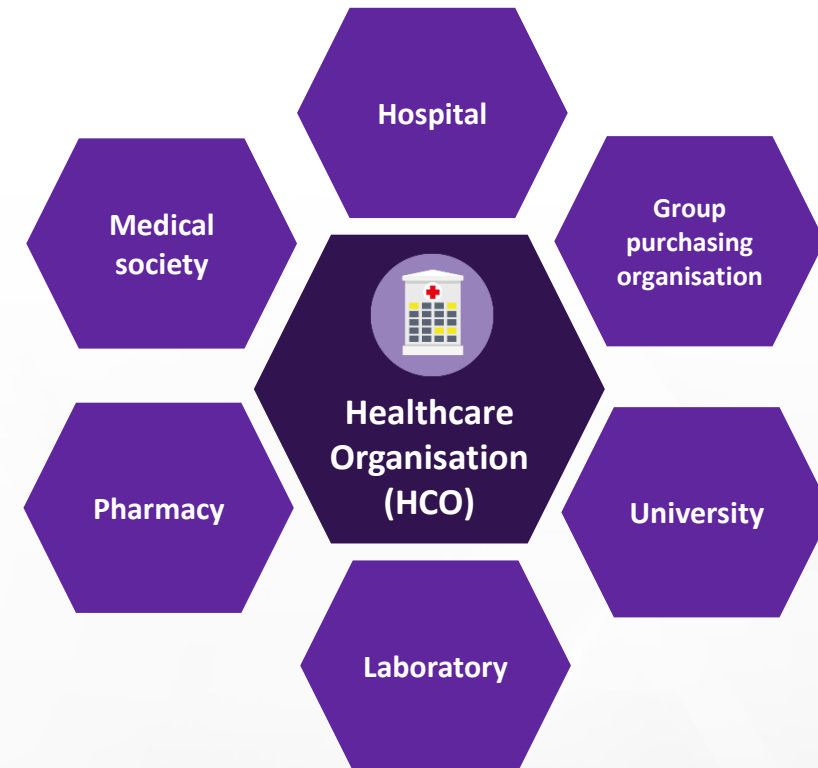 Hospital
Medical
society
Group
purchasing
organisation
Healthcare
Organisation
(HCO)
Pharmacy
University
Laboratory